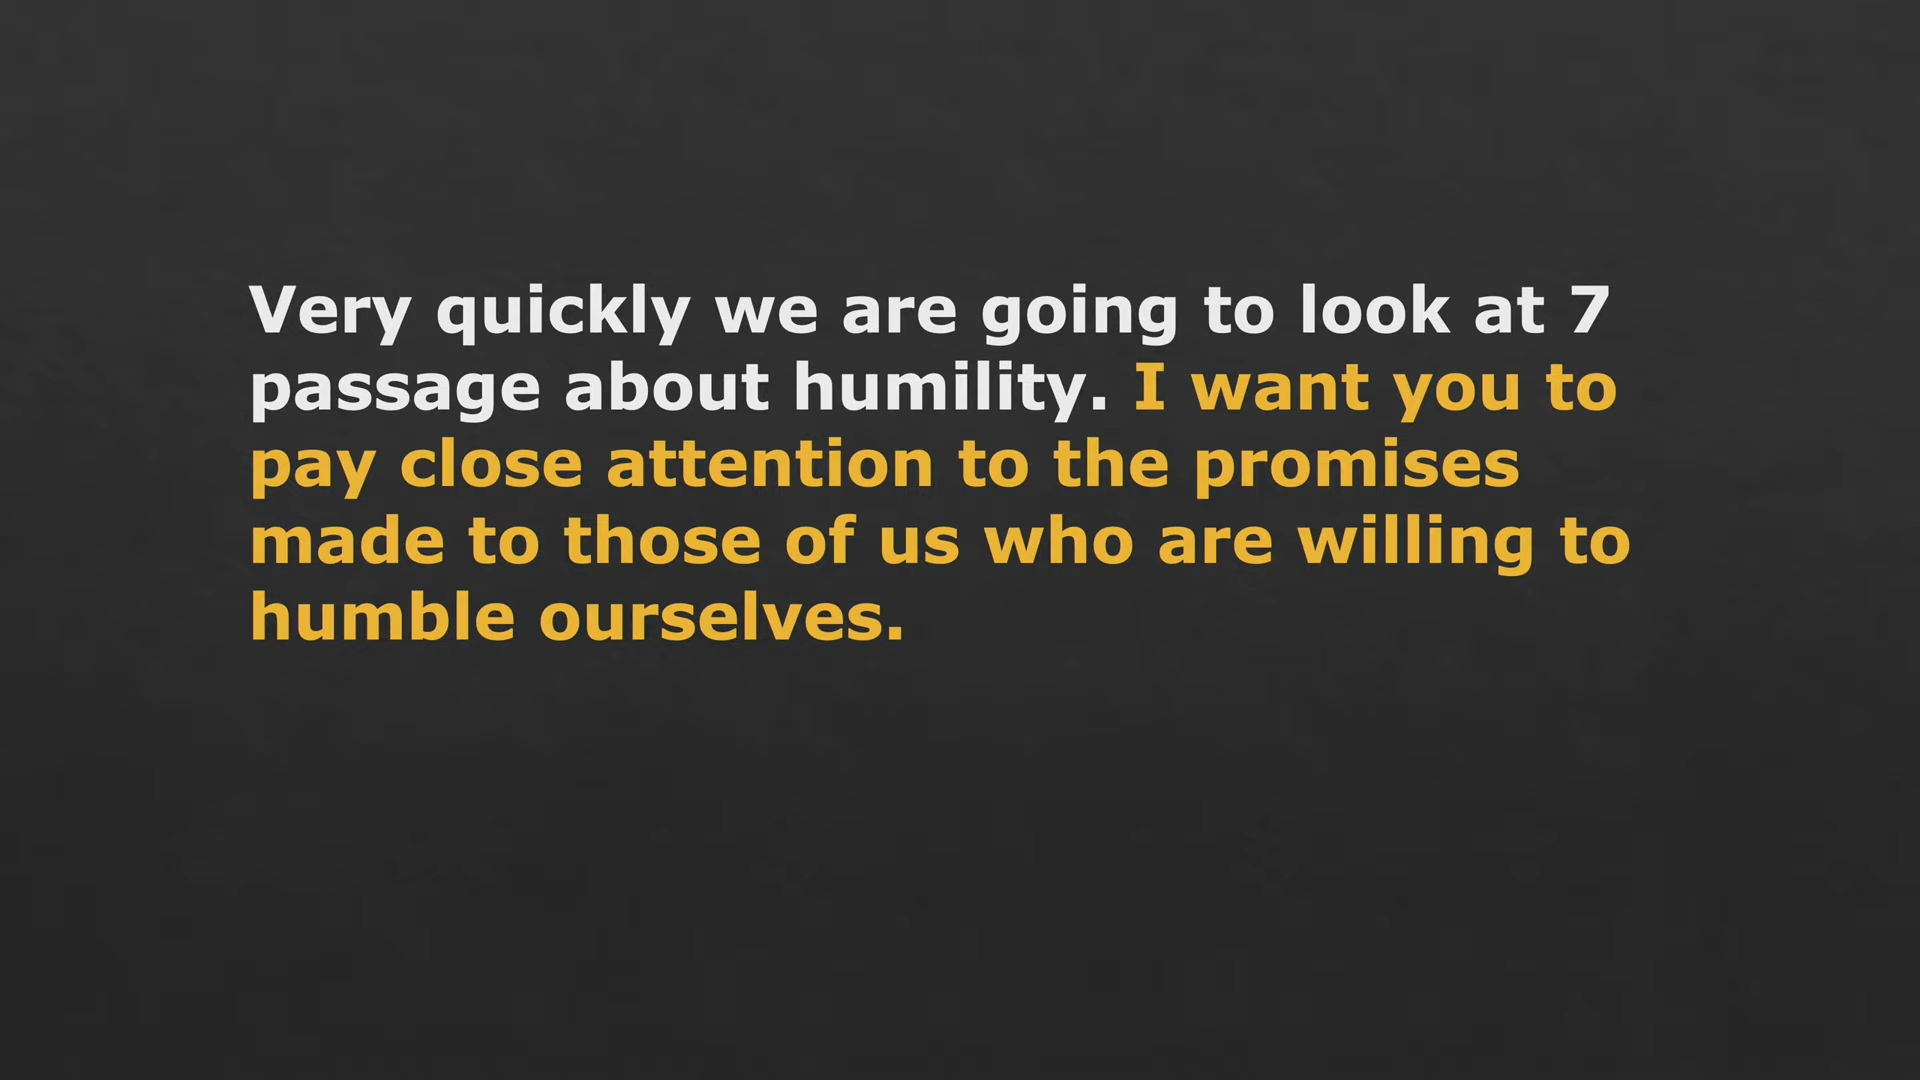 Very quickly we are going to look at 7
passage about humility. I want you to
pay close attention to the promises
made to those of us who are willing to
humble ourselves.